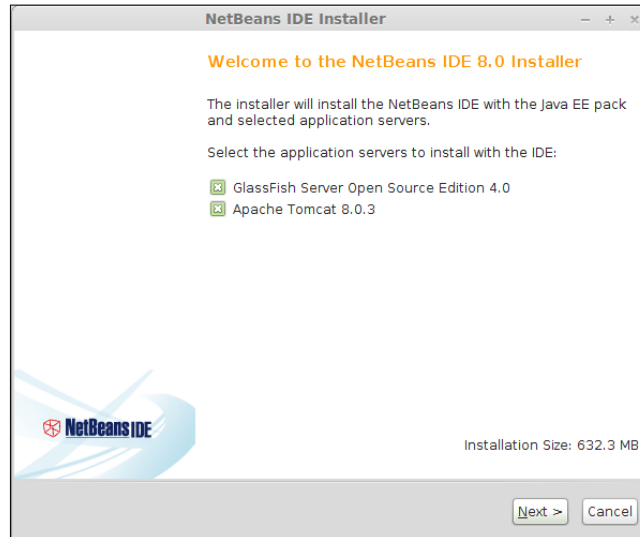 NetBeans IDE Installer
Welcome to the NetBeans IDE 8.0 Installer
The installer will install the NetBeans IDE with the Java EE pack
and selected application servers.
Select the application servers to install with the IDE:
GlassFish Server Open Source Edition 4.0
Apache Tomcat 8.0.3
NetBeans IDE
Installation Size: 632.3 MB
Next >
Cancel